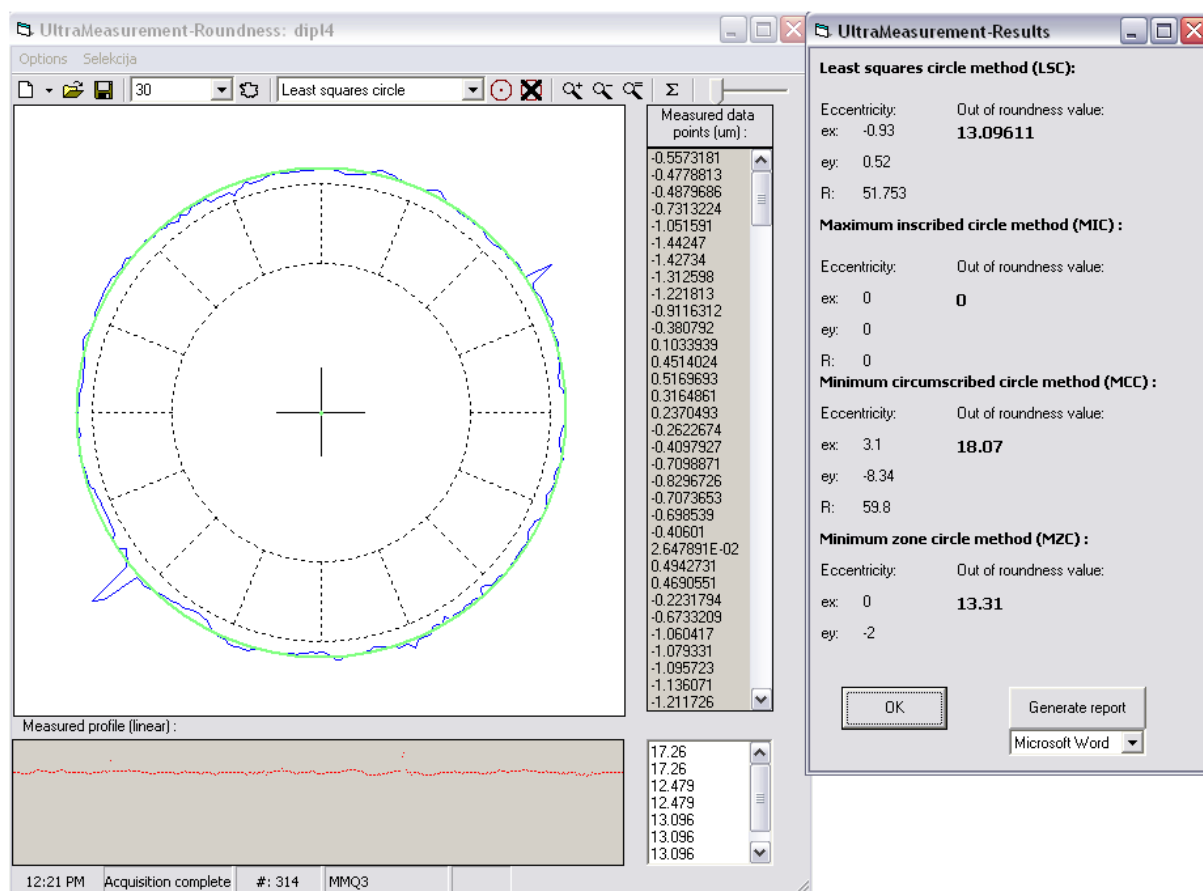 UltraMeasurement-Roundness: dipl4
Options Selekcija
30 Least squares circle Σ
Measured data
points (um) :
-0.5573181
-0.4778813
-0.4879686
-0.7313224
-1.051591
-1.44247
-1.42734
-1.312598
-1.221813
-0.9116312
-0.380792
0.1033939
0.4514024
0.5169693
0.3164861
0.2370493
-0.2622674
-0.4097927
-0.7098871
-0.8296726
-0.7073653
-0.698539
-0.40601
2.647891E-02
0.4942731
0.4690551
-0.2231794
-0.6733209
-1.060417
-1.079331
-1.095723
-1.136071
-1.211726
Measured profile (linear) :
17.26
17.26
12.479
12.479
13.096
13.096
13.096
12:21 PM Acquisition complete #: 314 MMQ3
UltraMeasurement-Results
Least squares circle method (LSC):
Eccentricity: Out of roundness value:
ex: -0.93 13.09611
ey: 0.52
R: 51.753
Maximum inscribed circle method (MIC) :
Eccentricity: Out of roundness value:
ex: 0 0
ey: 0
R: 0
Minimum circumscribed circle method (MCC) :
Eccentricity: Out of roundness value:
ex: 3.1 18.07
ey: -8.34
R: 59.8
Minimum zone circle method (MZC) :
Eccentricity: Out of roundness value:
ex: 0 13.31
ey: -2
OK Generate report
Microsoft Word